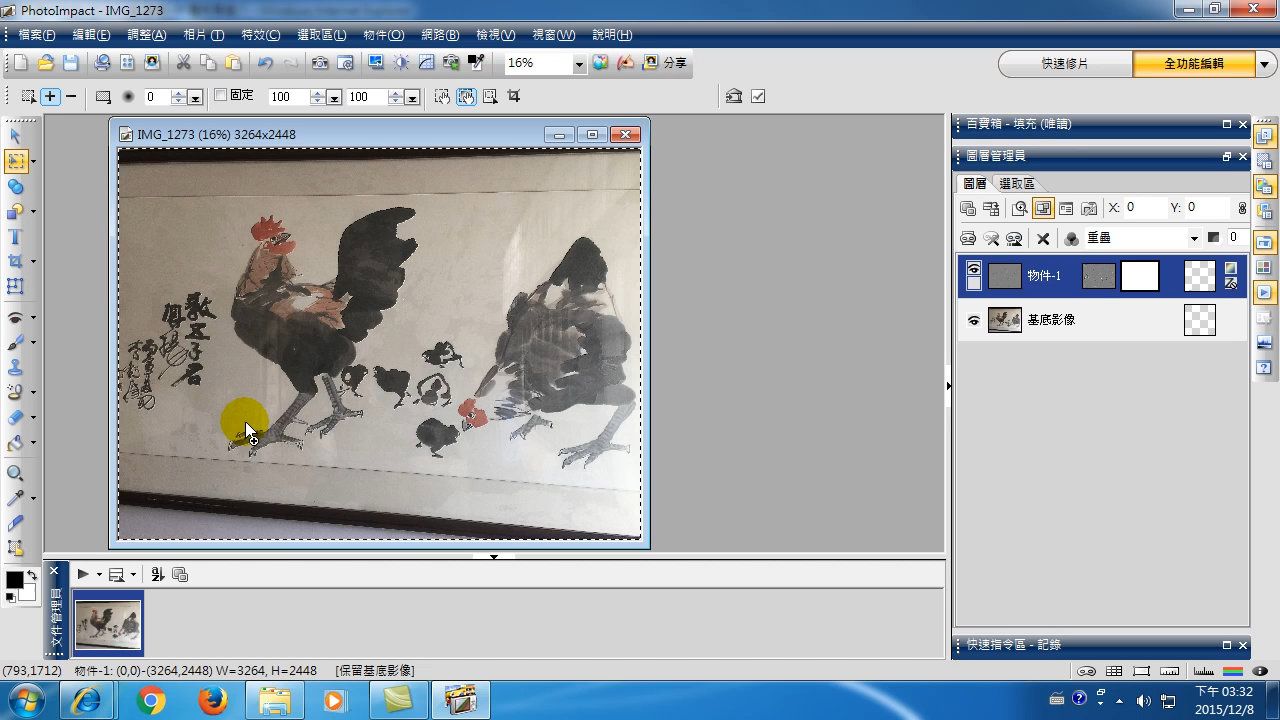 PhotoImpact - IMG_1273
檔案(F) 編輯(E) 調整(A) 相片(T) 特效(C) 選取區(L) 物件(O) 網路(B) 檢視(V) 視窗(W) 說明(H)
16% 分享 快速修片 全功能編輯
0 固定 100 100
IMG_1273 (16%) 3264x2448
百寶箱 - 填充 (唯讀)
圖層管理員
圖層 選取區
X: 0 Y: 0
重疊 0
物件-1
基底影像
教五子名
文件管理員
快速指令區 - 記錄
(793,1712) 物件-1: (0,0)-(3264,2448) W=3264, H=2448 [保留基底影像]
下午 03:32
2015/12/8